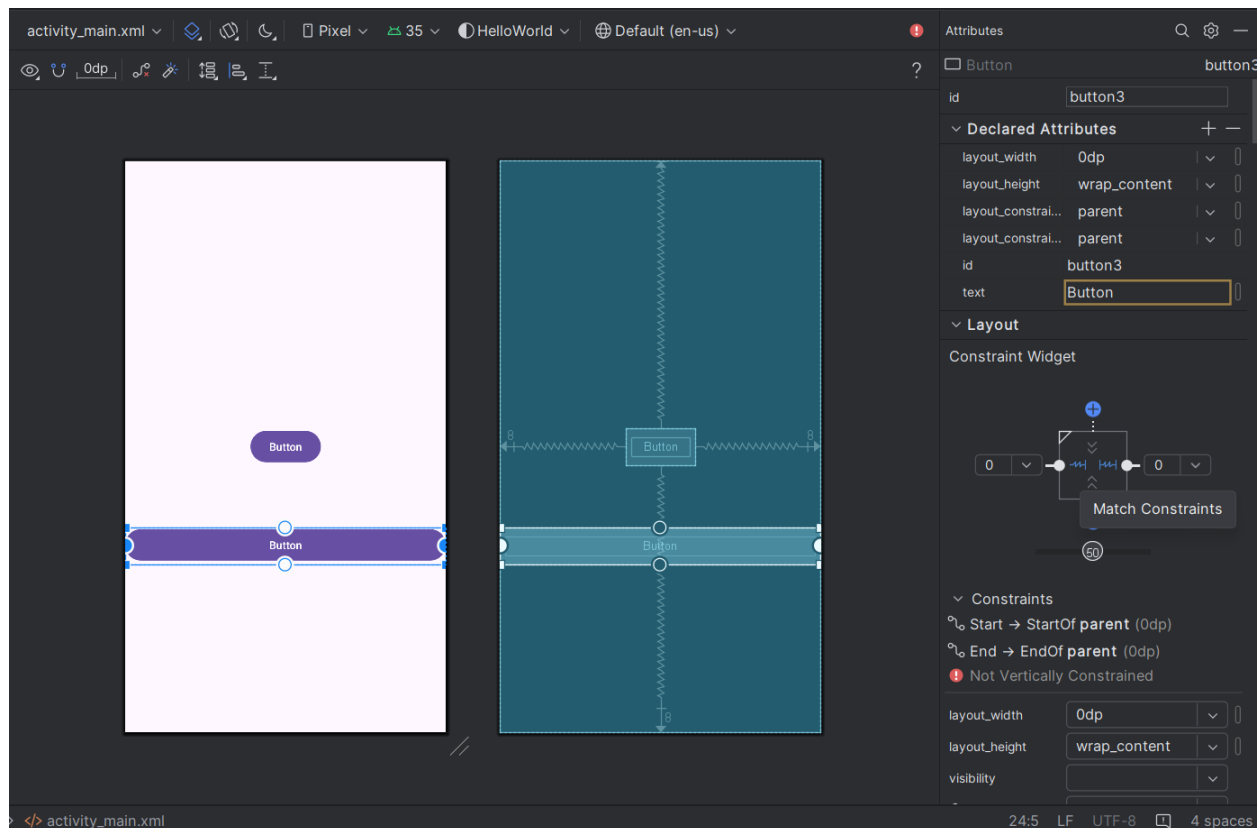 activity_main.xml Pixel 35 HelloWorld Default (en-us)
0dp
?
Button
Button
8 8
Button
Button
8
Attributes
Button button3
id button3
Declared Attributes
layout_width 0dp
layout_height wrap_content
layout_constrai... parent
layout_constrai... parent
id button3
text Button
Layout
Constraint Widget
0 0
Match Constraints
50
Constraints
Start → StartOf parent (0dp)
End → EndOf parent (0dp)
Not Vertically Constrained
layout_width 0dp
layout_height wrap_content
visibility
</> activity_main.xml 24:5 LF UTF-8 4 spaces